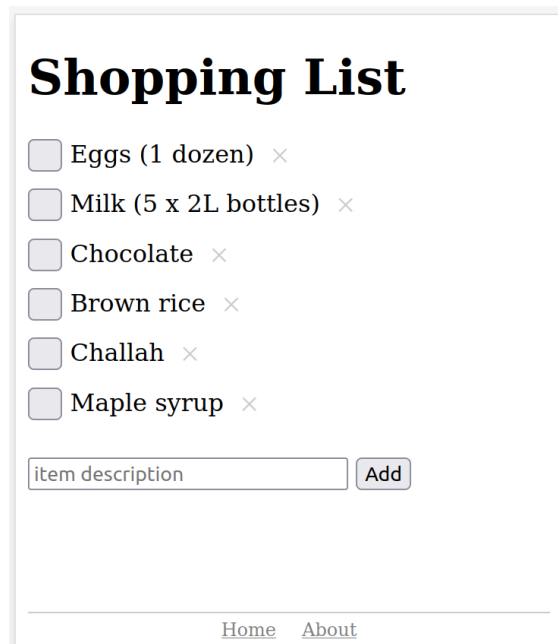 Shopping List
Eggs (1 dozen) ×
Milk (5 x 2L bottles) ×
Chocolate ×
Brown rice ×
Challah ×
Maple syrup ×
item description Add
Home About